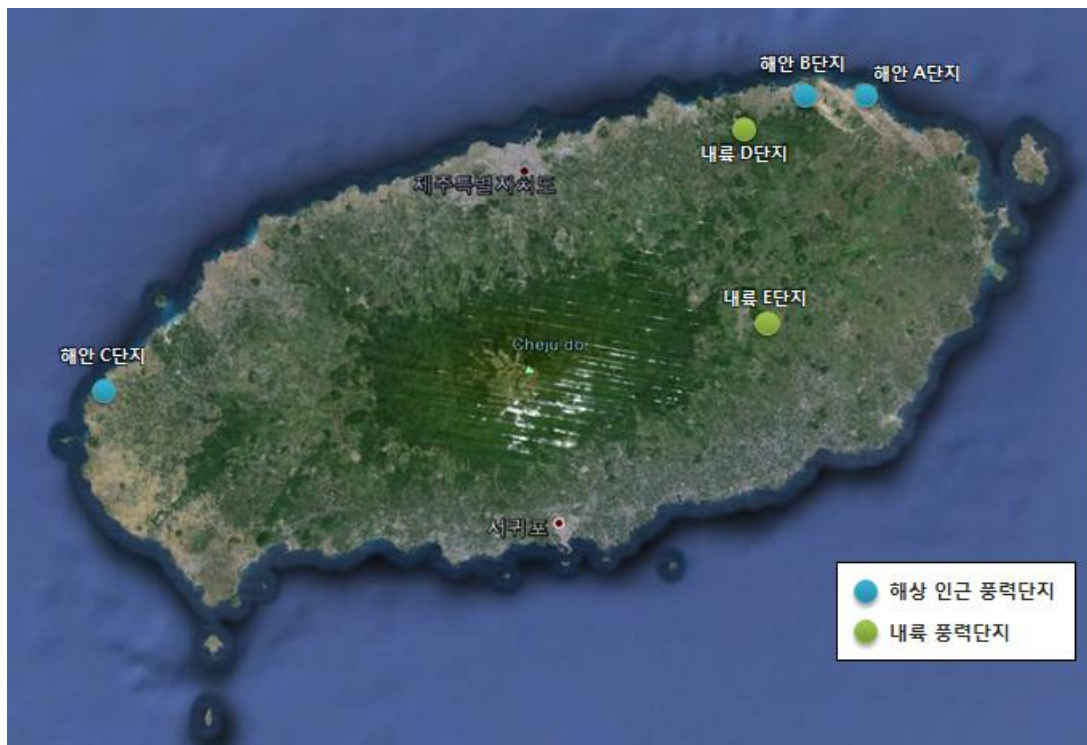 해안 B단지
해안 A단지
내륙 D단지
제주특별자치도
내륙 E단지
Cheju do
해안 C단지
서귀포
해상 인근 풍력단지
내륙 풍력단지